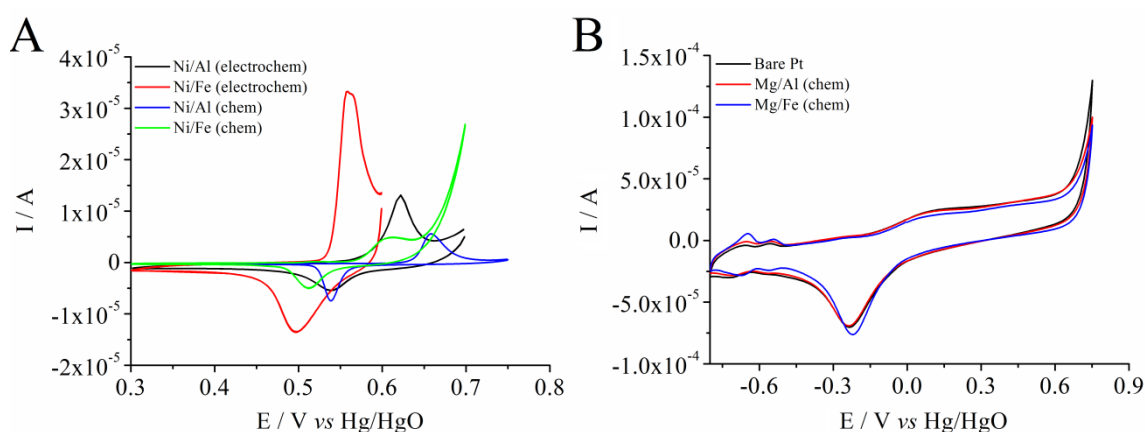 A
4x10⁻⁵
3x10⁻⁵
2x10⁻⁵
1x10⁻⁵
0
-1x10⁻⁵
-2x10⁻⁵
I / A
Ni/Al (electrochem)
Ni/Fe (electrochem)
Ni/Al (chem)
Ni/Fe (chem)
0.3 0.4 0.5 0.6 0.7 0.8
E / V vs Hg/HgO
B
1.5x10⁻⁴
1.0x10⁻⁴
5.0x10⁻⁵
0.0
-5.0x10⁻⁵
-1.0x10⁻⁴
I / A
Bare Pt
Mg/Al (chem)
Mg/Fe (chem)
-0.6 -0.3 0.0 0.3 0.6 0.9
E / V vs Hg/HgO